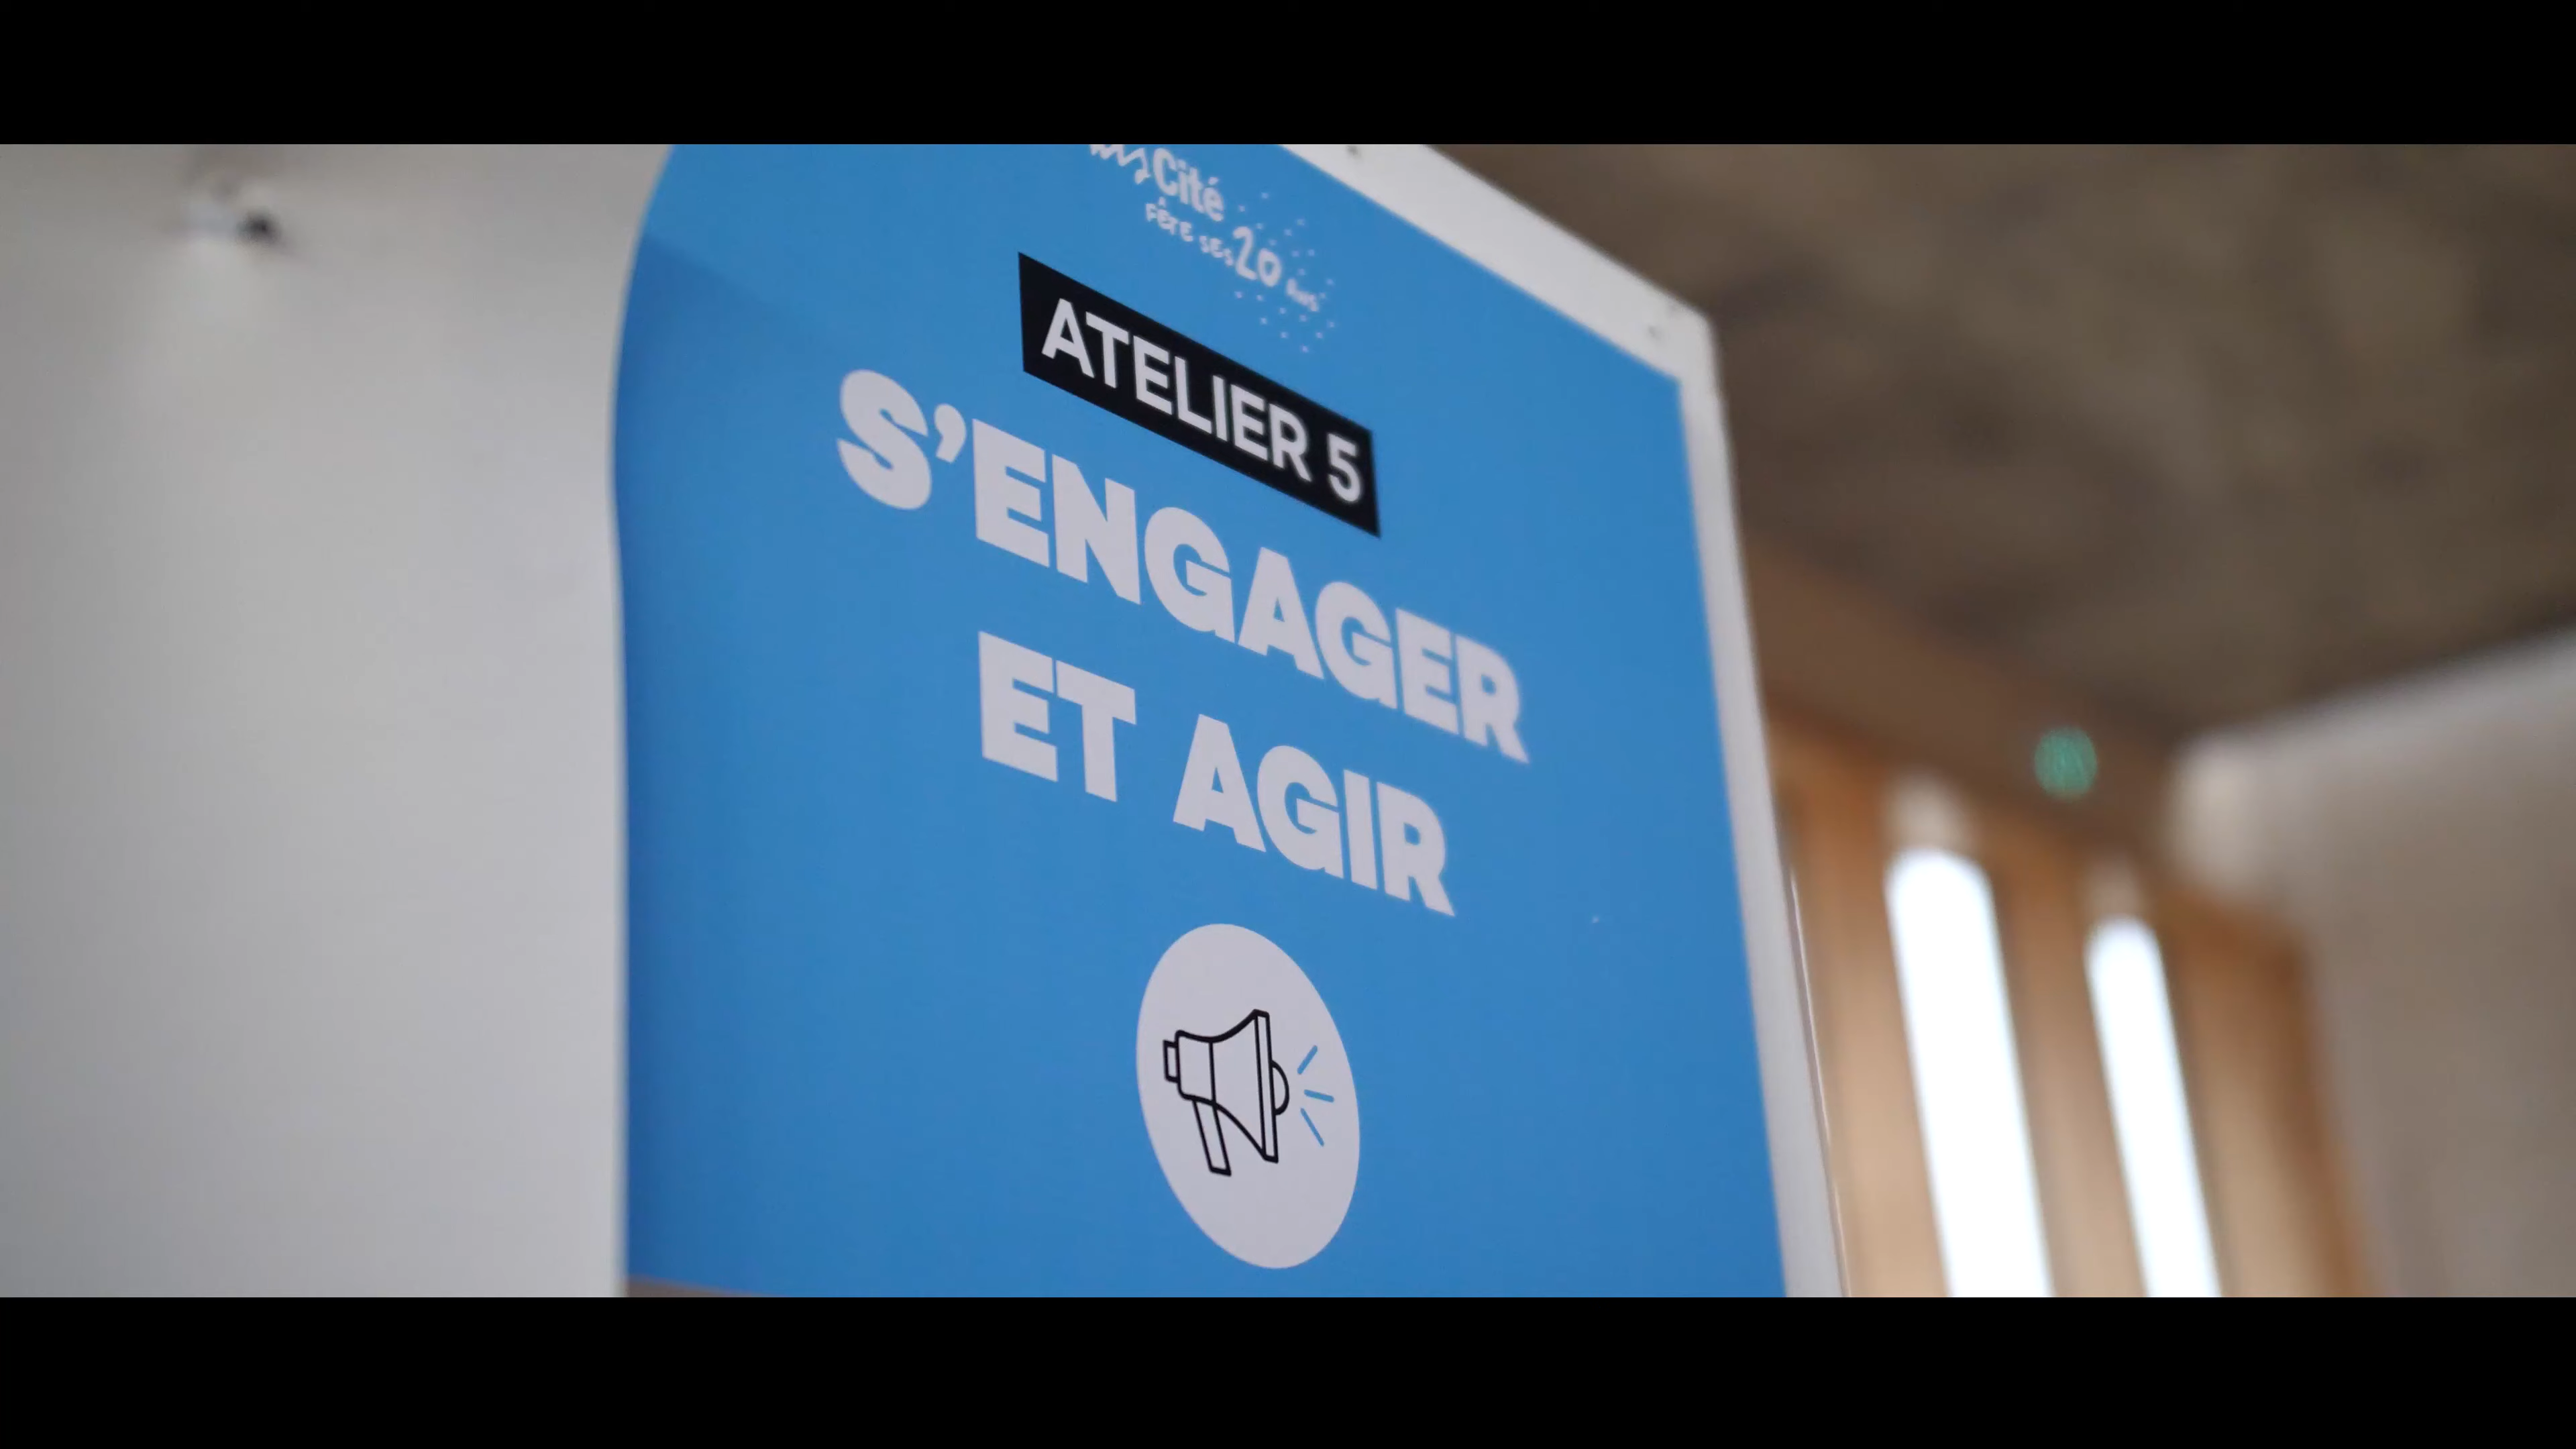 Cité
FÊTE SES 20 ANS
ATELIER 5
S'ENGAGER
ET AGIR